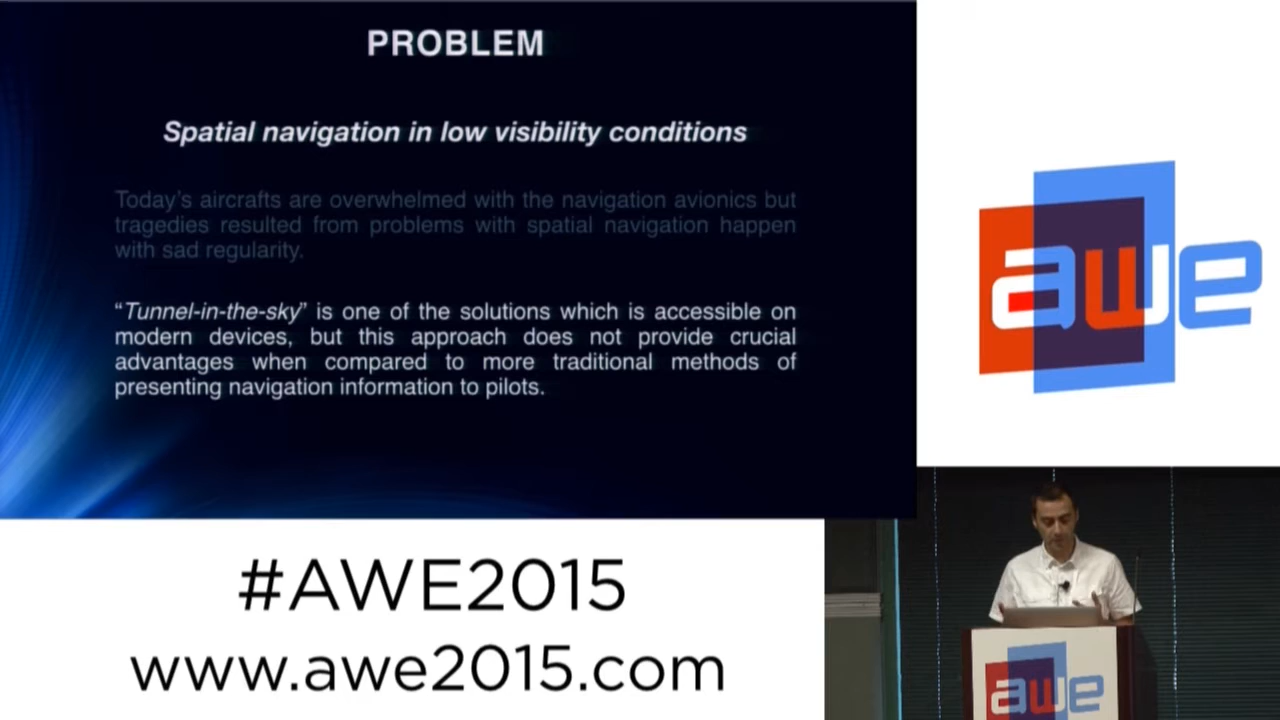 PROBLEM
Spatial navigation in low visibility conditions
Today's aircrafts are overwhelmed with the navigation avionics but
tragedies resulted from problems with spatial navigation happen
with sad regularity.
“Tunnel-in-the-sky” is one of the solutions which is accessible on
modern devices, but this approach does not provide crucial
advantages when compared to more traditional methods of
presenting navigation information to pilots.
awe
#AWE2015
www.awe2015.com
awe